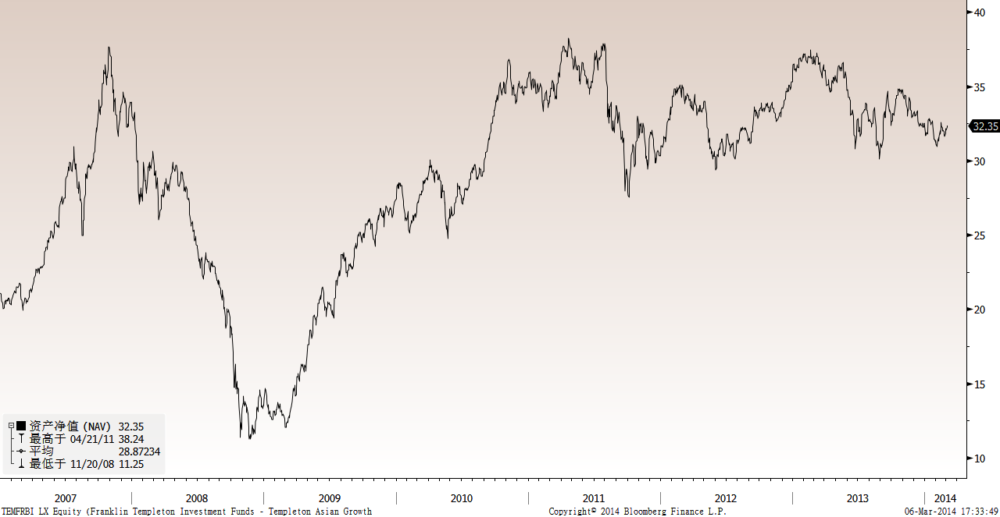 40
35
32.35
30
25
20
15
10
资产净值 (NAV) 32.35
最高于 04/21/11 38.24
平均 28.87234
最低于 11/20/08 11.25
2007 2008 2009 2010 2011 2012 2013 2014
TEMFRBI LX Equity (Franklin Templeton Investment Funds - Templeton Asian Growth Copyright© 2014 Bloomberg Finance L.P. 06-Mar-2014 17:33:49